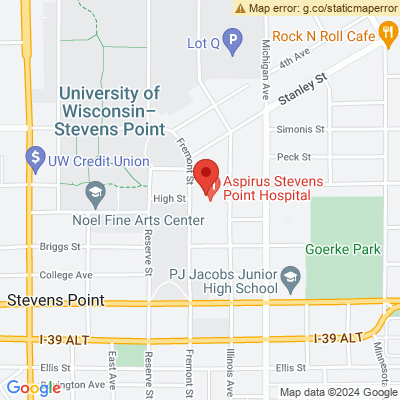 Map error: g.co/staticmaperror
Rock N Roll Cafe
Lot Q
4th Ave
Michigan Ave
Stanley St
University of
Wisconsin–
Stevens Point
Simonis St
Fremont St
Peck St
UW Credit Union
Aspirus Stevens
Point Hospital
High St
Noel Fine Arts Center
Reserve St
Briggs St
Goerke Park
College Ave
PJ Jacobs Junior
High School
Stevens Point
I-39 ALT
I-39 ALT
East Ave
Reserve St
Fremont St
Illinois Ave
Minnesota
Ellis St
Ellis St
Google
Map data ©2024 Google